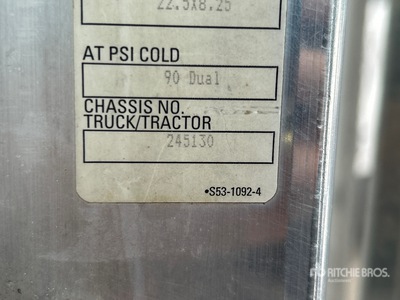 22.5X8.25
AT PSI COLD
90 Dual
CHASSIS NO.
TRUCK/TRACTOR
245130
•S53-1092-4
RITCHIE BROS.